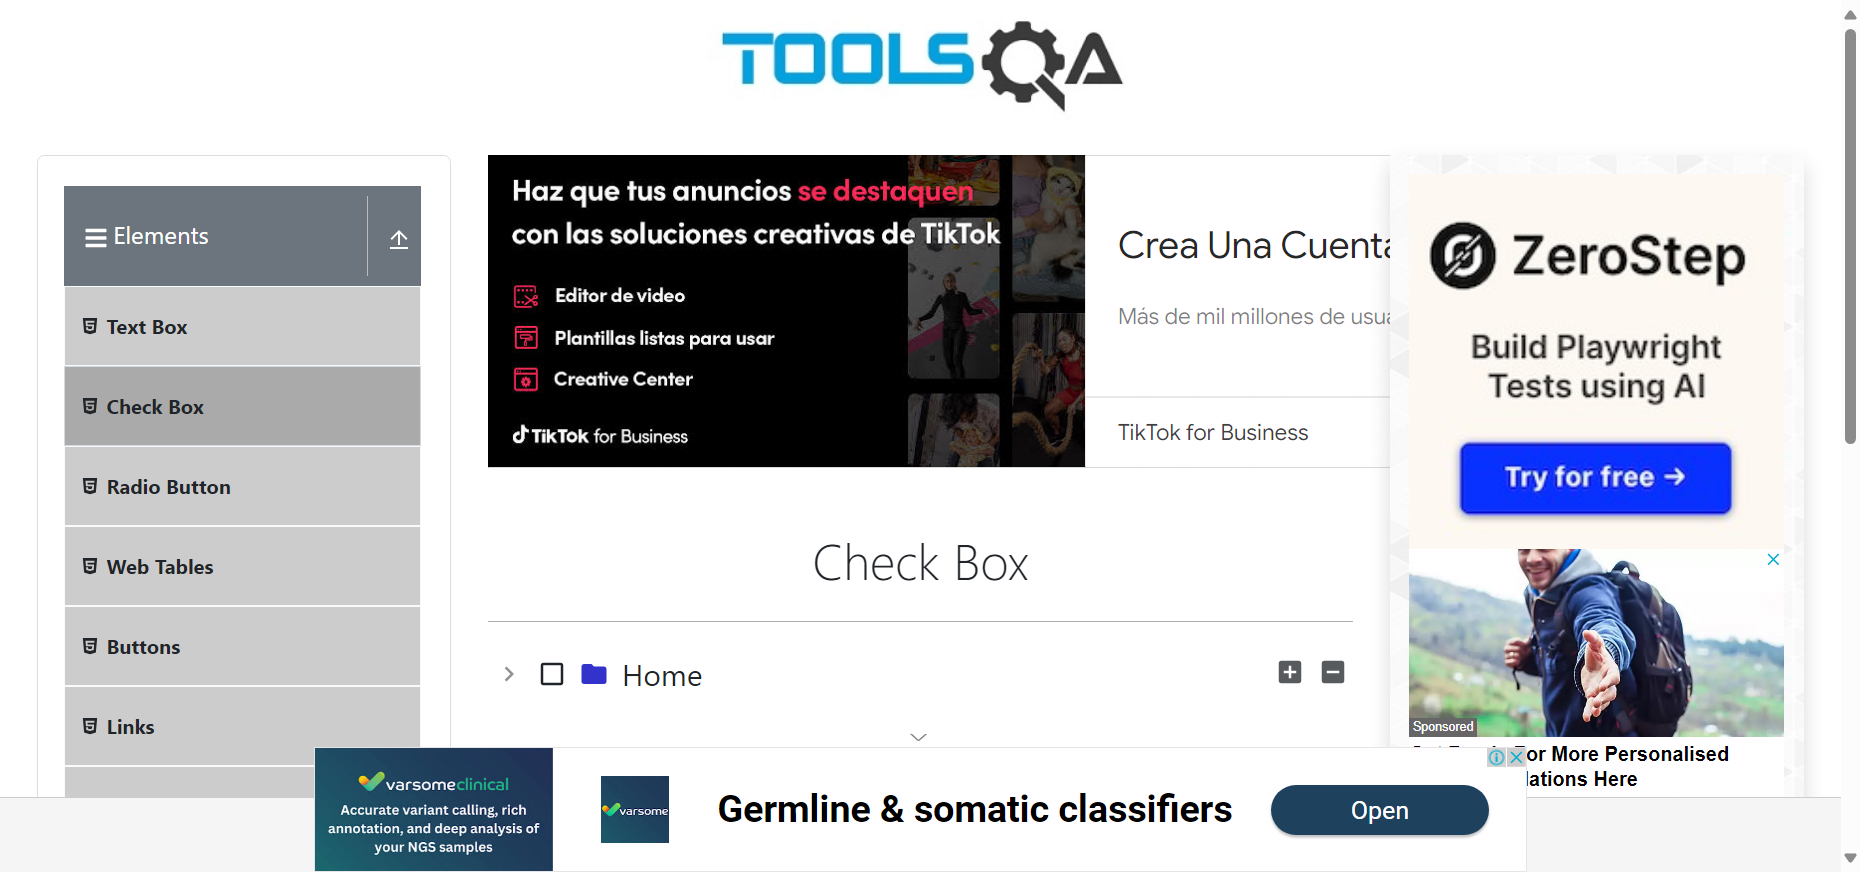 TOOLSQA
Elements
Text Box
Check Box
Radio Button
Web Tables
Buttons
Links
Haz que tus anuncios se destaquen
con las soluciones creativas de TikTok
Editor de video
Plantillas listas para usar
Creative Center
TikTok for Business
Crea Una Cuenta
Más de mil millones de usua
TikTok for Business
Check Box
Home
ZeroStep
Build Playwright
Tests using AI
Try for free →
Sponsored
or More Personalised
lations Here
varsomeclinical
Accurate variant calling, rich
annotation, and deep analysis of
your NGS samples
varsome
Germline & somatic classifiers
Open